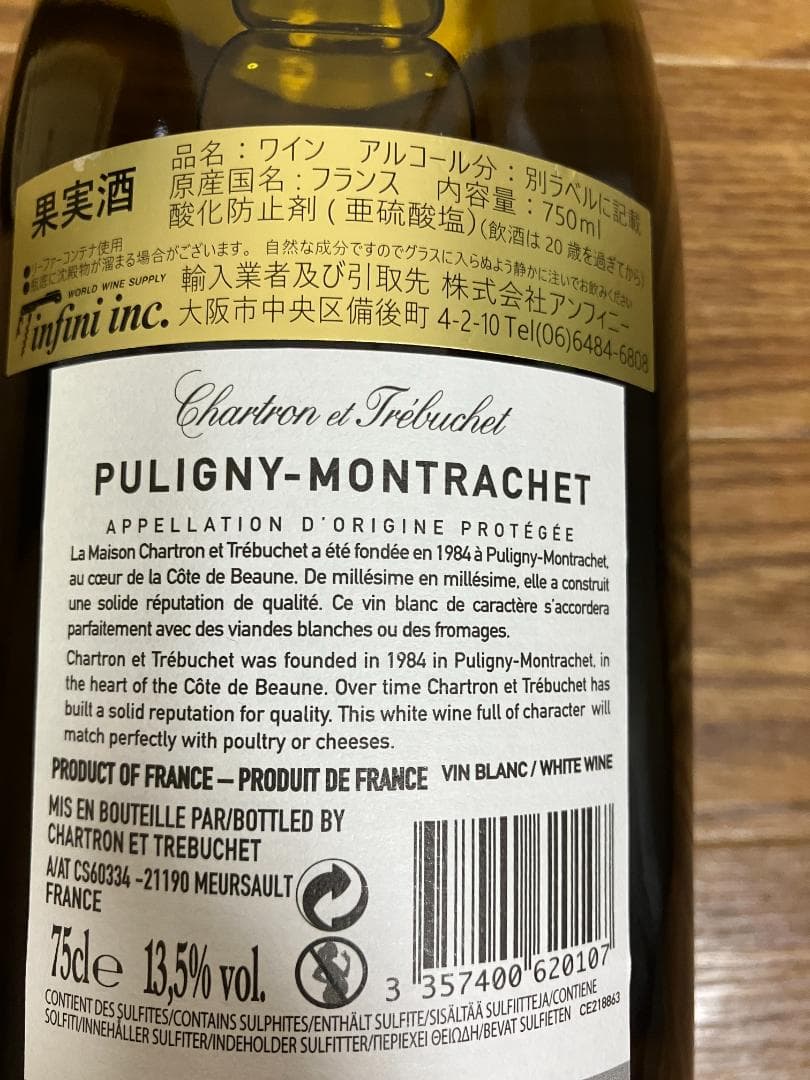 果実酒
品名：ワイン　アルコール分：別ラベルに記載
原産国名：フランス　内容量：750ml
酸化防止剤（亜硫酸塩）(飲酒は20歳を過ぎてから)
●リーファーコンテナ使用
●瓶底に沈殿物が溜まる場合がございます。 自然な成分ですのでグラスに入らぬよう静かに注いでお飲みください
WORLD WINE SUPPLY
infini inc.
輸入業者及び引取先 株式会社アンフィニー
大阪市中央区備後町 4-2-10 Tel(06)6484-6808
Chartron et Trébuchet
PULIGNY-MONTRACHET
APPELLATION D'ORIGINE PROTÉGÉE
La Maison Chartron et Trébuchet a été fondée en 1984 à Puligny-Montrachet,
au cœur de la Côte de Beaune. De millésime en millésime, elle a construit
une solide réputation de qualité. Ce vin blanc de caractère s'accordera
parfaitement avec des viandes blanches ou des fromages.
Chartron et Trébuchet was founded in 1984 in Puligny-Montrachet, in
the heart of the Côte de Beaune. Over time Chartron et Trébuchet has
built a solid reputation for quality. This white wine full of character will
match perfectly with poultry or cheeses.
PRODUCT OF FRANCE – PRODUIT DE FRANCE VIN BLANC / WHITE WINE
MIS EN BOUTEILLE PAR/BOTTLED BY
CHARTRON ET TREBUCHET
A/AT CS60334 -21190 MEURSAULT
FRANCE
75cl e 13,5% vol.
3 357400 620107
CONTIENT DES SULFITES/CONTAINS SULPHITES/ENTHÄLT SULFITE/SISÄLTÄÄ SULFIITTEJA/CONTIENE
SOLFITI/INNEHÅLLER SULFITER/INDEHOLDER SULFITTER/ΠΕΡΙΕΧΕΙ ΘΕΙΩΔΗ/BEVAT SULFIETEN CE218863